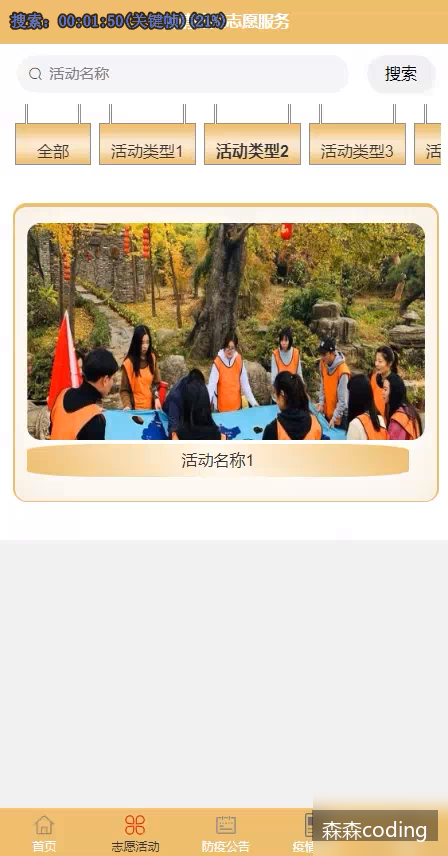 搜索: 00:01:50(关键帧)(21%)
志愿服务
活动名称
搜索
全部
活动类型1
活动类型2
活动类型3
活
活动名称1
首页
志愿活动
防疫公告
疫情
森森coding